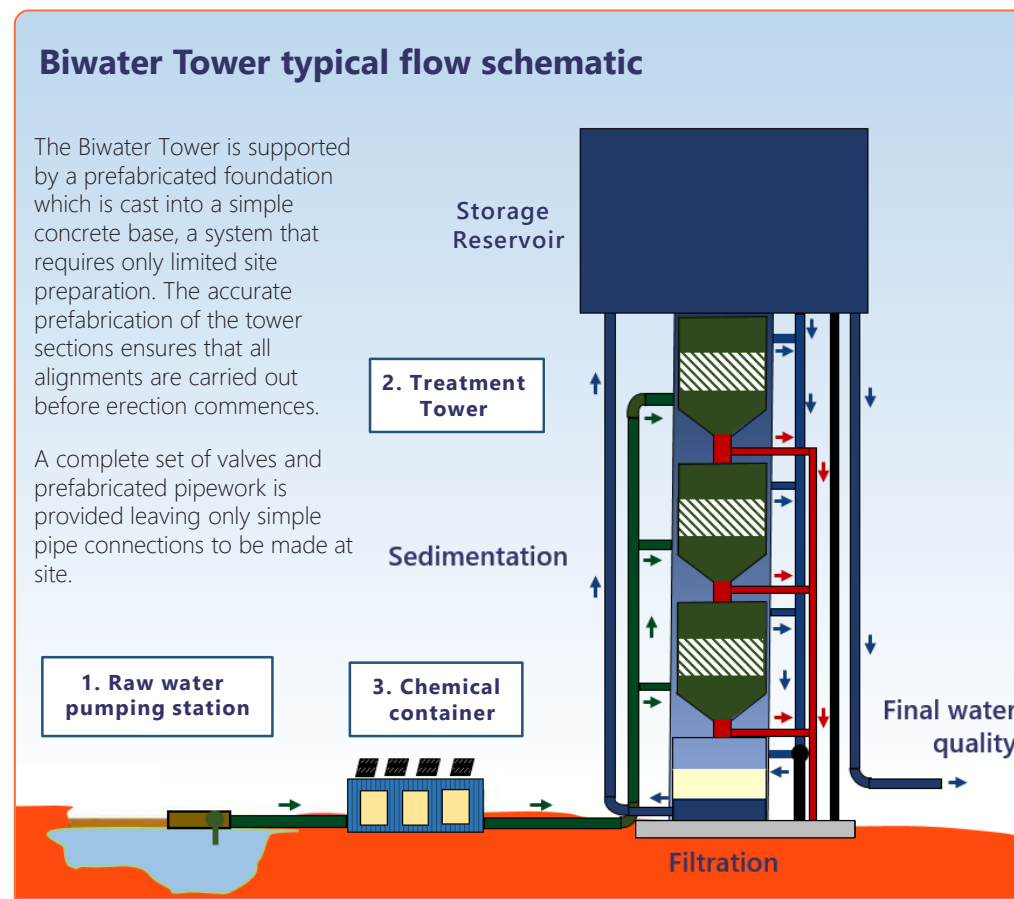 Biwater Tower typical flow schematic
The Biwater Tower is supported
by a prefabricated foundation
which is cast into a simple
concrete base, a system that
requires only limited site
preparation. The accurate
prefabrication of the tower
sections ensures that all
alignments are carried out
before erection commences.
A complete set of valves and
prefabricated pipework is
provided leaving only simple
pipe connections to be made at
site.
Storage
Reservoir
2. Treatment
Tower
Sedimentation
1. Raw water
pumping station
3. Chemical
container
Final water
quality
Filtration